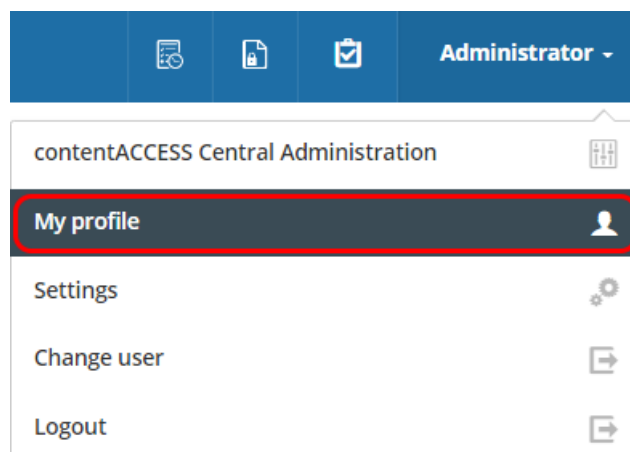 Administrator
contentACCESS Central Administration
My profile
Settings
Change user
Logout